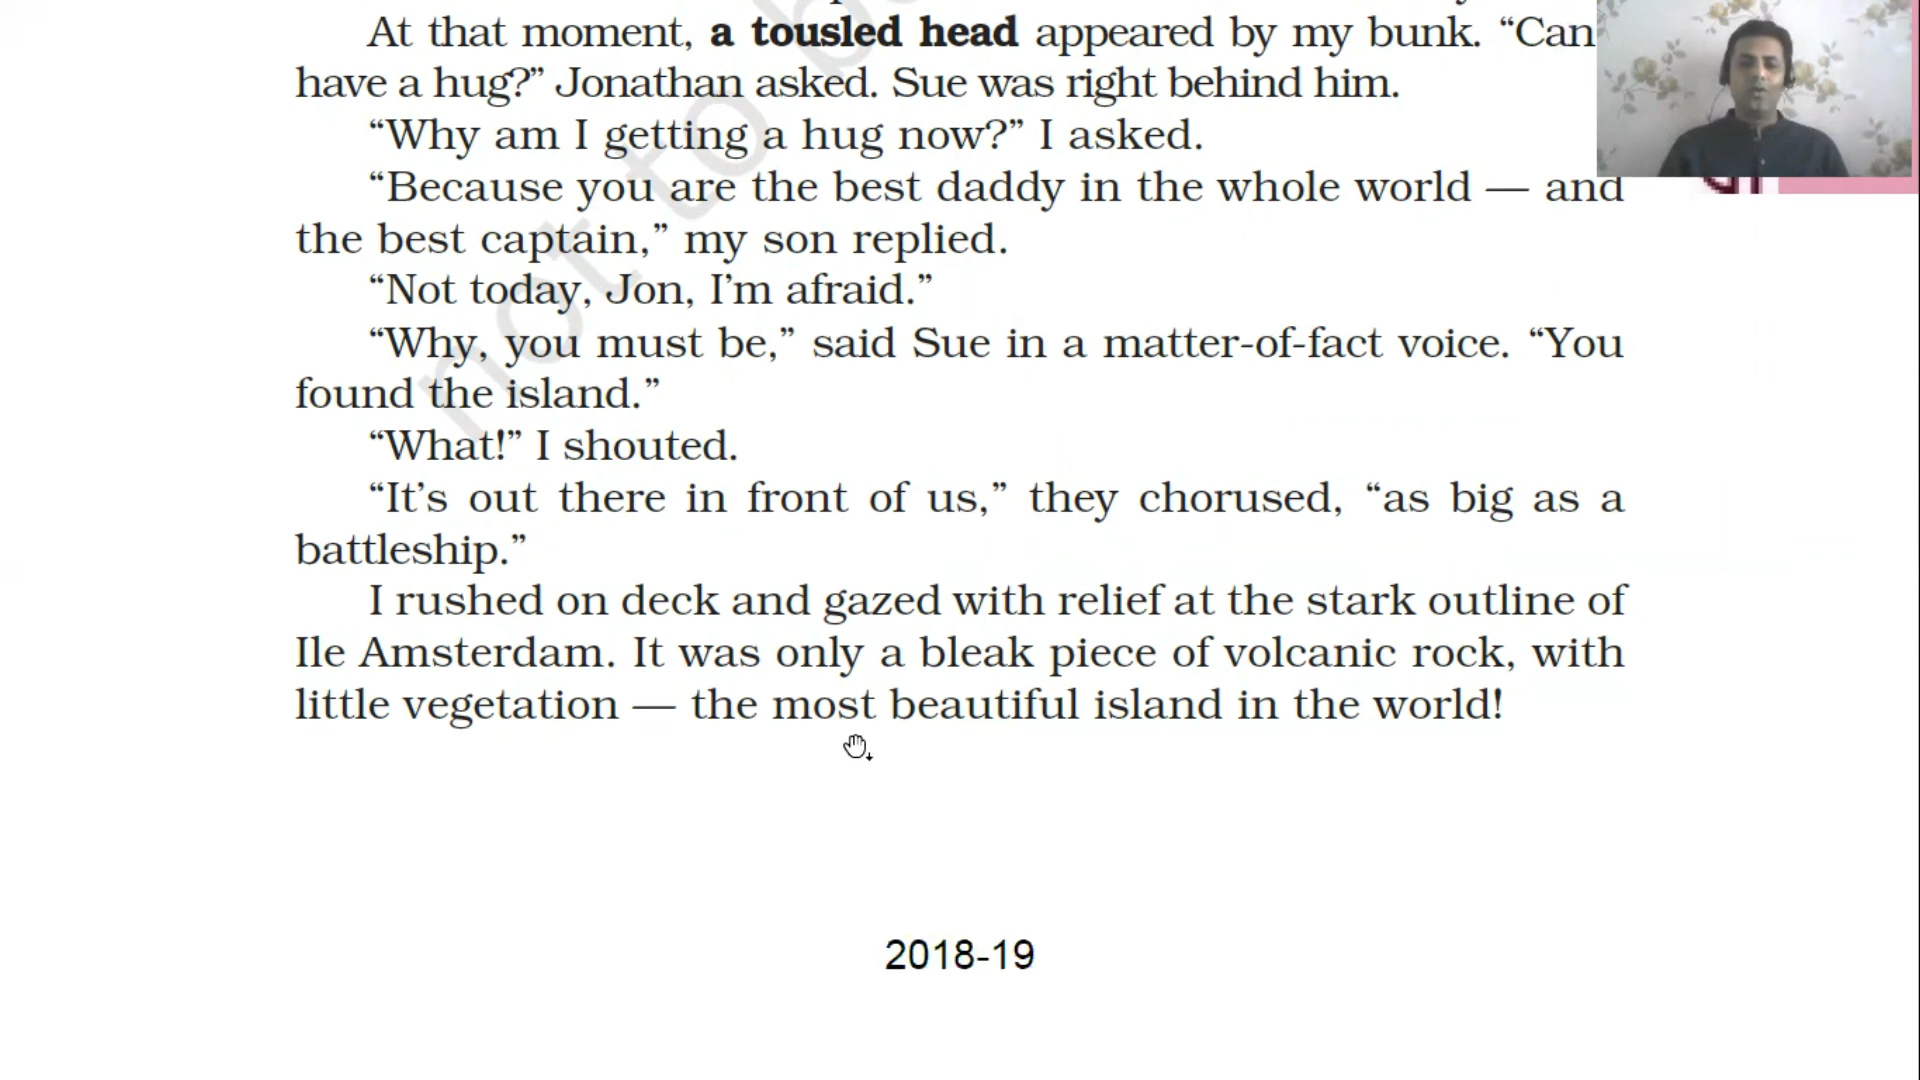 At that moment, a tousled head appeared by my bunk. “Can
have a hug?” Jonathan asked. Sue was right behind him.
“Why am I getting a hug now?” I asked.
“Because you are the best daddy in the whole world — and
the best captain,” my son replied.
“Not today, Jon, I’m afraid.”
“Why, you must be,” said Sue in a matter-of-fact voice. “You
found the island.”
“What!” I shouted.
“It’s out there in front of us,” they chorused, “as big as a
battleship.”
I rushed on deck and gazed with relief at the stark outline of
Ile Amsterdam. It was only a bleak piece of volcanic rock, with
little vegetation — the most beautiful island in the world!
not to be
2018-19